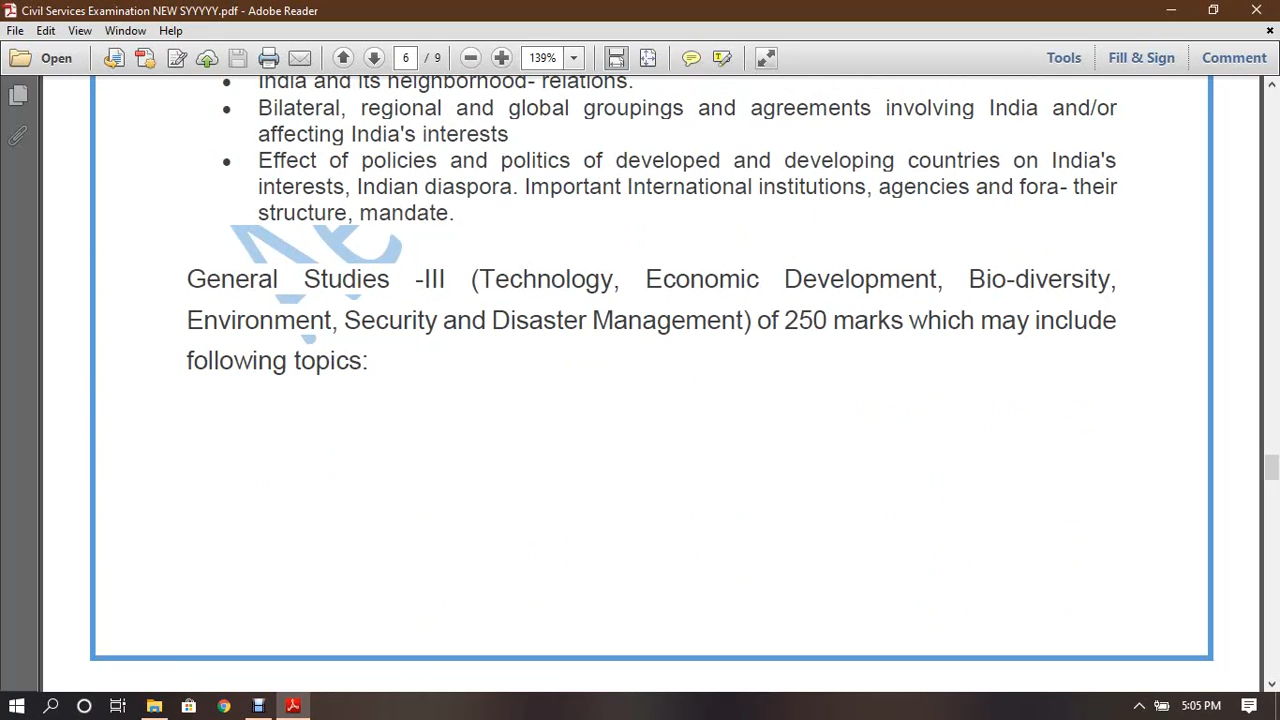 Civil Services Examination NEW SYYYYY.pdf - Adobe Reader
File Edit View Window Help
Open 6 / 9 139% Tools Fill & Sign Comment
• India and its neighborhood- relations.
• Bilateral, regional and global groupings and agreements involving India and/or
affecting India's interests
• Effect of policies and politics of developed and developing countries on India's
interests, Indian diaspora. Important International institutions, agencies and fora- their
structure, mandate.
General Studies -III (Technology, Economic Development, Bio-diversity,
Environment, Security and Disaster Management) of 250 marks which may include
following topics:
5:05 PM